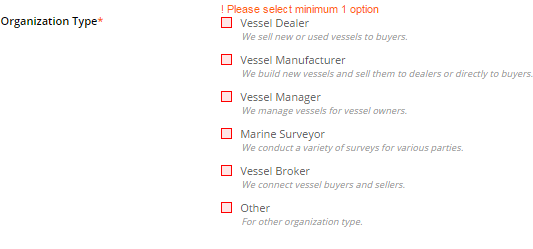 ! Please select minimum 1 option
Organization Type*
Vessel Dealer
We sell new or used vessels to buyers.
Vessel Manufacturer
We build new vessels and sell them to dealers or directly to buyers.
Vessel Manager
We manage vessels for vessel owners.
Marine Surveyor
We conduct a variety of surveys for various parties.
Vessel Broker
We connect vessel buyers and sellers.
Other
For other organization type.